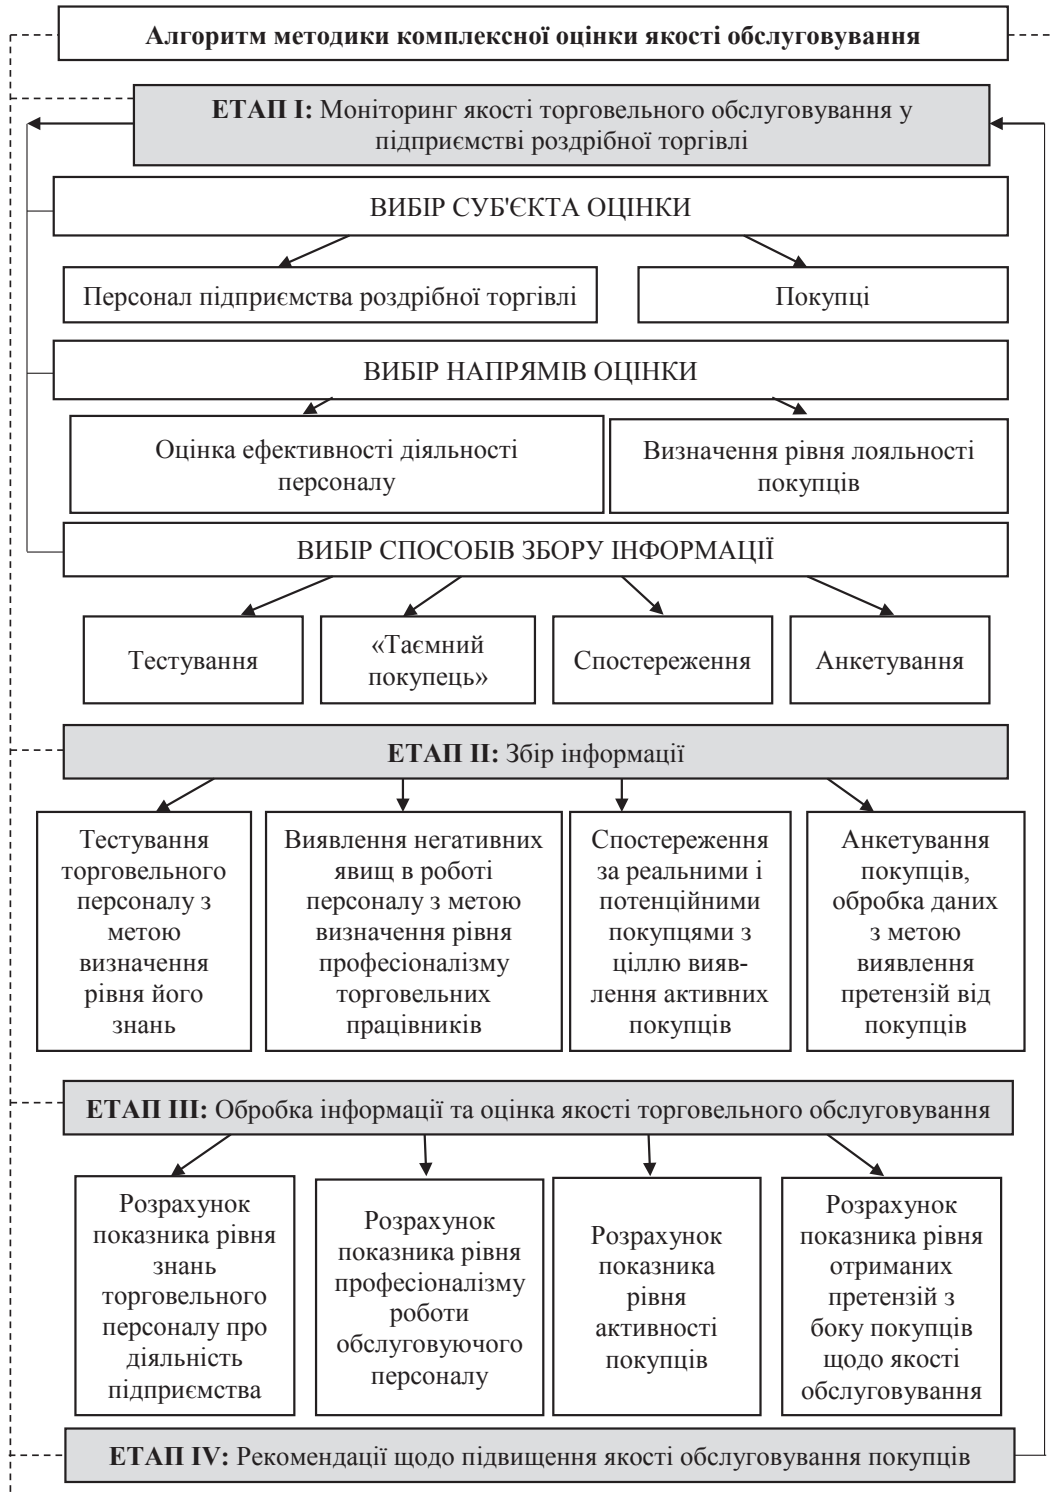 Алгоритм методики комплексної оцінки якості обслуговування
ЕТАП I: Моніторинг якості торговельного обслуговування у
підприємстві роздрібної торгівлі
ВИБІР СУБ'ЄКТА ОЦІНКИ
Персонал підприємства роздрібної торгівлі
Покупці
ВИБІР НАПРЯМІВ ОЦІНКИ
Оцінка ефективності діяльності
персоналу
Визначення рівня лояльності
покупців
ВИБІР СПОСОБІВ ЗБОРУ ІНФОРМАЦІЇ
Тестування
«Таємний
покупець»
Спостереження
Анкетування
ЕТАП II: Збір інформації
Тестування
торговельного
персоналу з
метою
визначення
рівня його
знань
Виявлення негативних
явищ в роботі
персоналу з метою
визначення рівня
професіоналізму
торговельних
працівників
Спостереження
за реальними і
потенційними
покупцями з
ціллю вияв-
лення активних
покупців
Анкетування
покупців,
обробка даних
з метою
виявлення
претензій від
покупців
ЕТАП III: Обробка інформації та оцінка якості торговельного обслуговування
Розрахунок
показника рівня
знань
торговельного
персоналу про
діяльність
підприємства
Розрахунок
показника рівня
професіоналізму
роботи
обслуговуючого
персоналу
Розрахунок
показника
рівня
активності
покупців
Розрахунок
показника рівня
отриманих
претензій з
боку покупців
щодо якості
обслуговування
ЕТАП IV: Рекомендації щодо підвищення якості обслуговування покупців